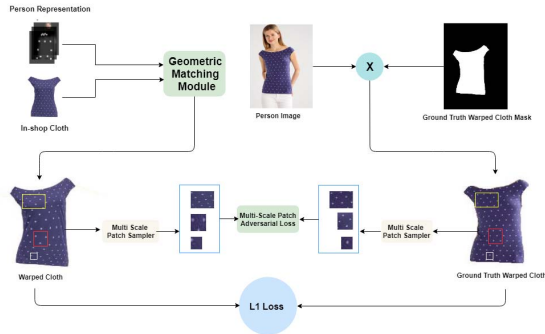 Person Representation
Geometric
Matching
Module
In-shop Cloth
Person Image
X
Ground Truth Warped Cloth Mask
Multi Scale
Patch Sampler
Multi-Scale Patch
Adversarial Loss
Multi Scale
Patch Sampler
Warped Cloth
Ground Truth Warped Cloth
L1 Loss